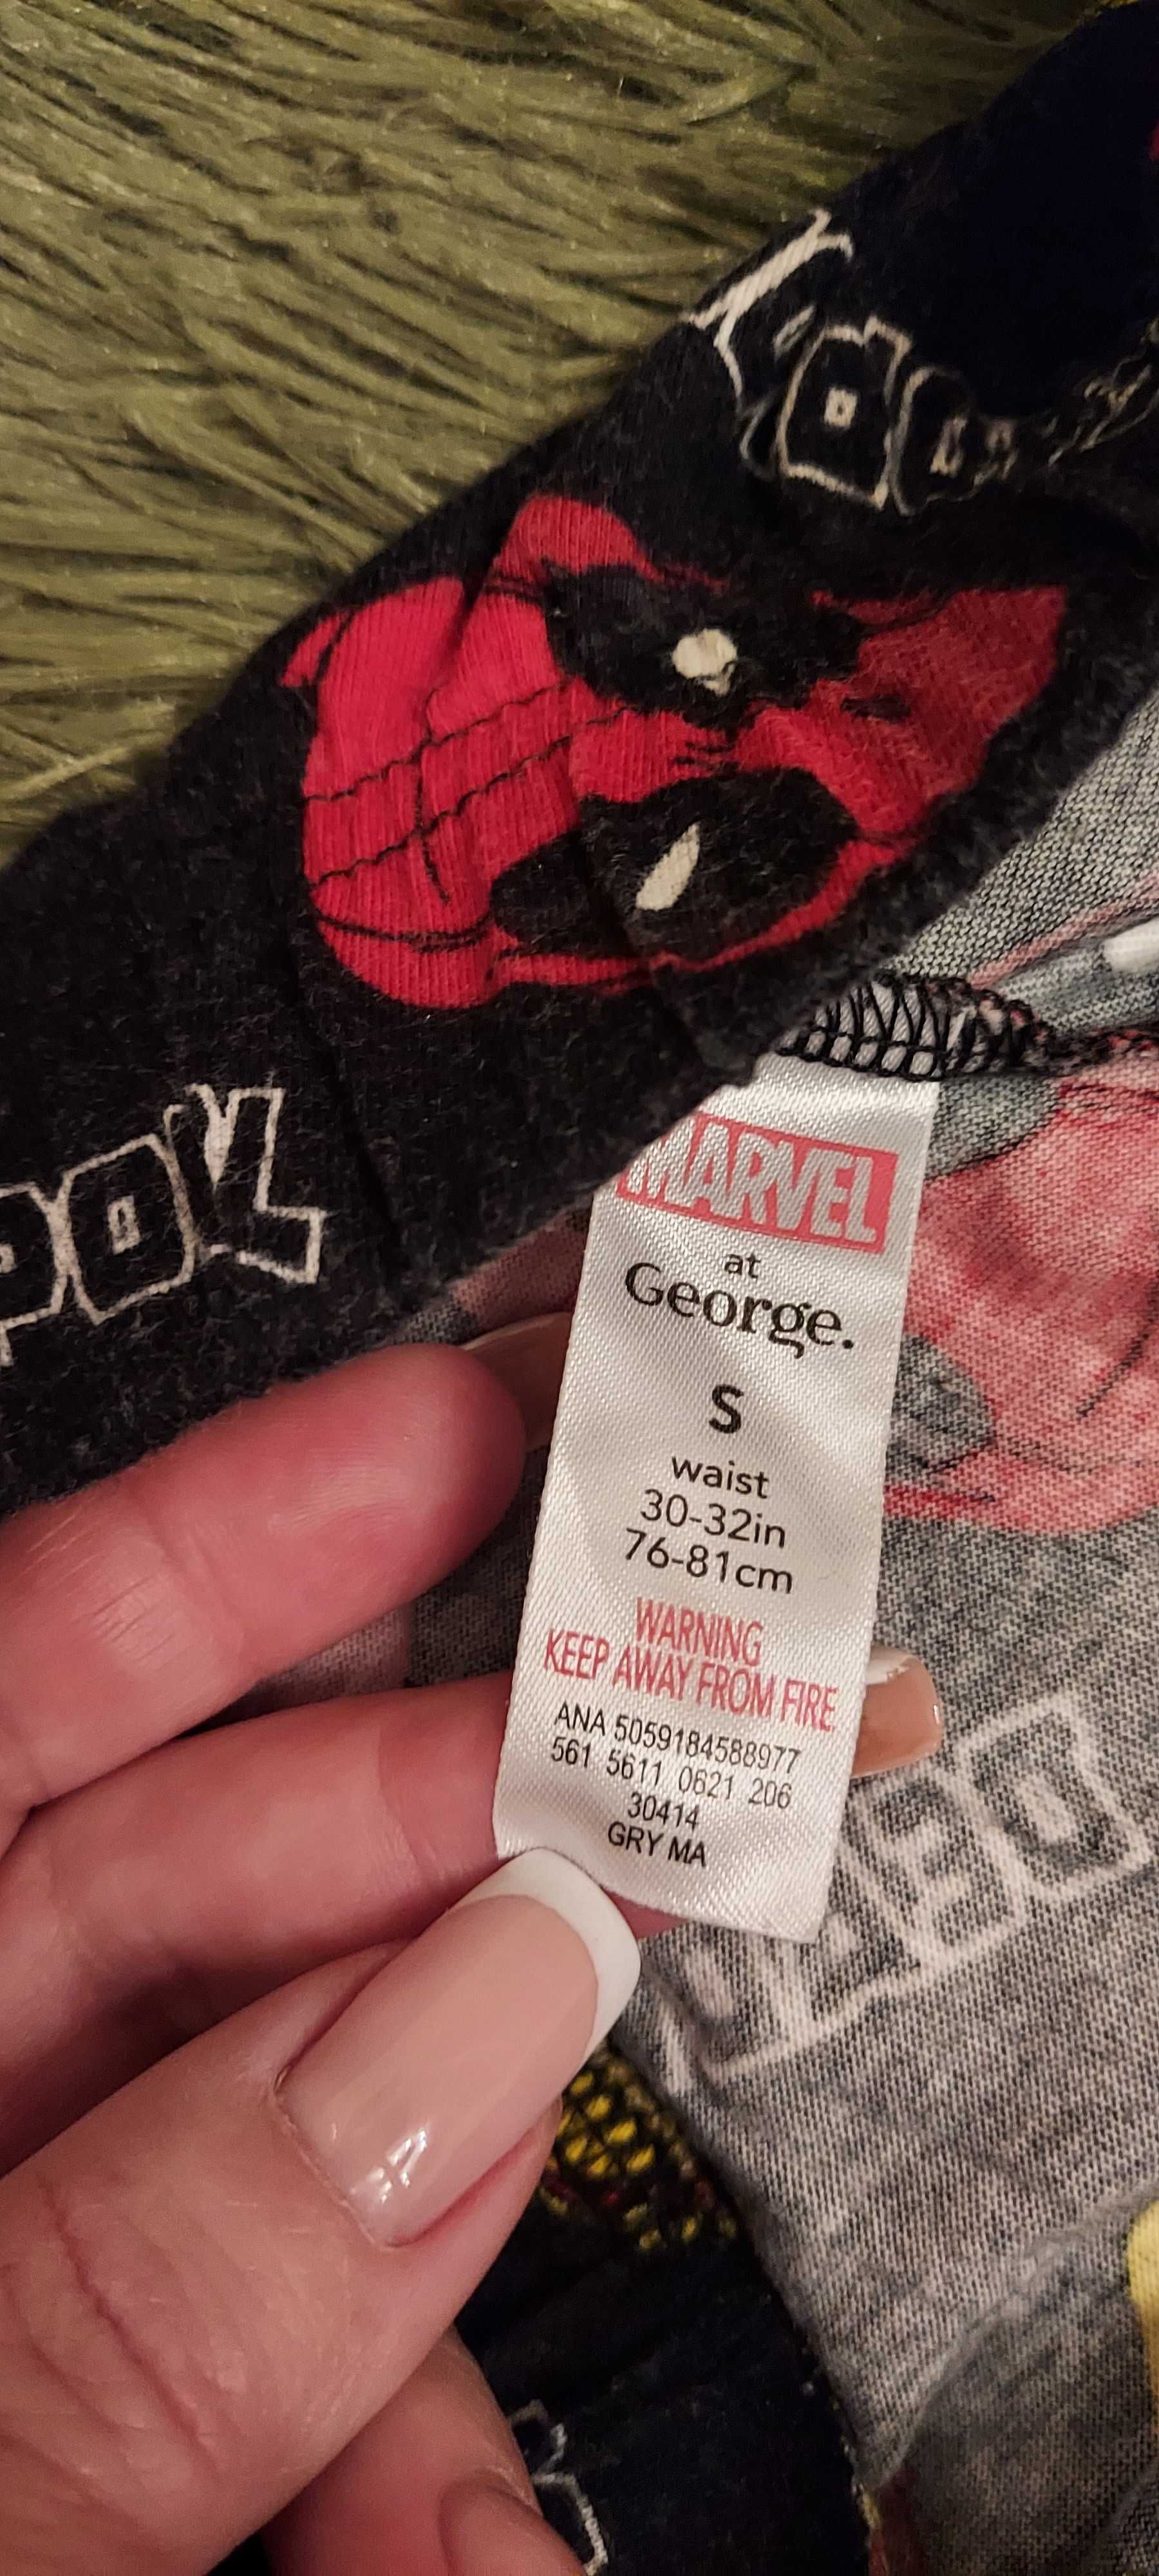 MARVEL
at
George.
S
waist
30-32in
76-81cm
WARNING
KEEP AWAY FROM FIRE
ANA 5059184588977
561 5611 0621 206
30414
GRY MA